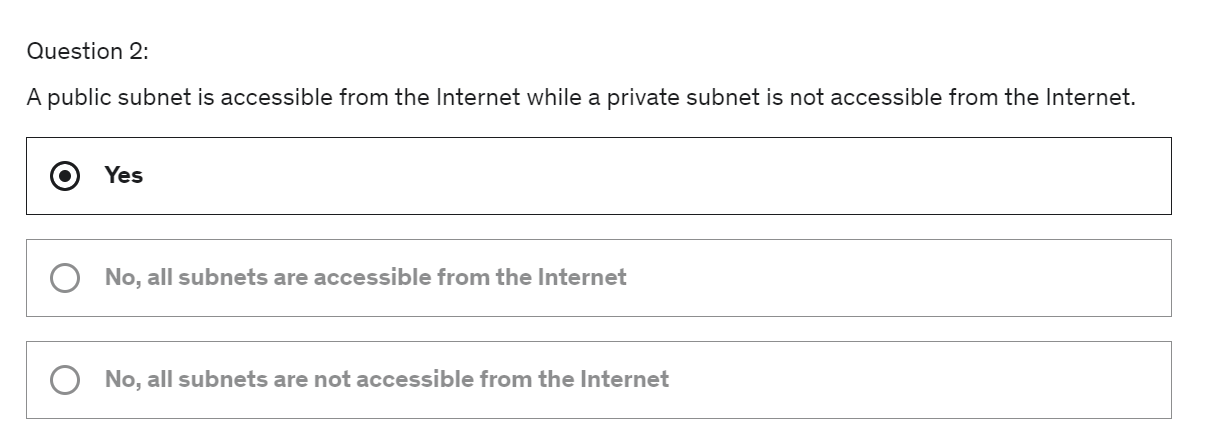 Question 2:
A public subnet is accessible from the Internet while a private subnet is not accessible from the Internet.
Yes
No, all subnets are accessible from the Internet
No, all subnets are not accessible from the Internet